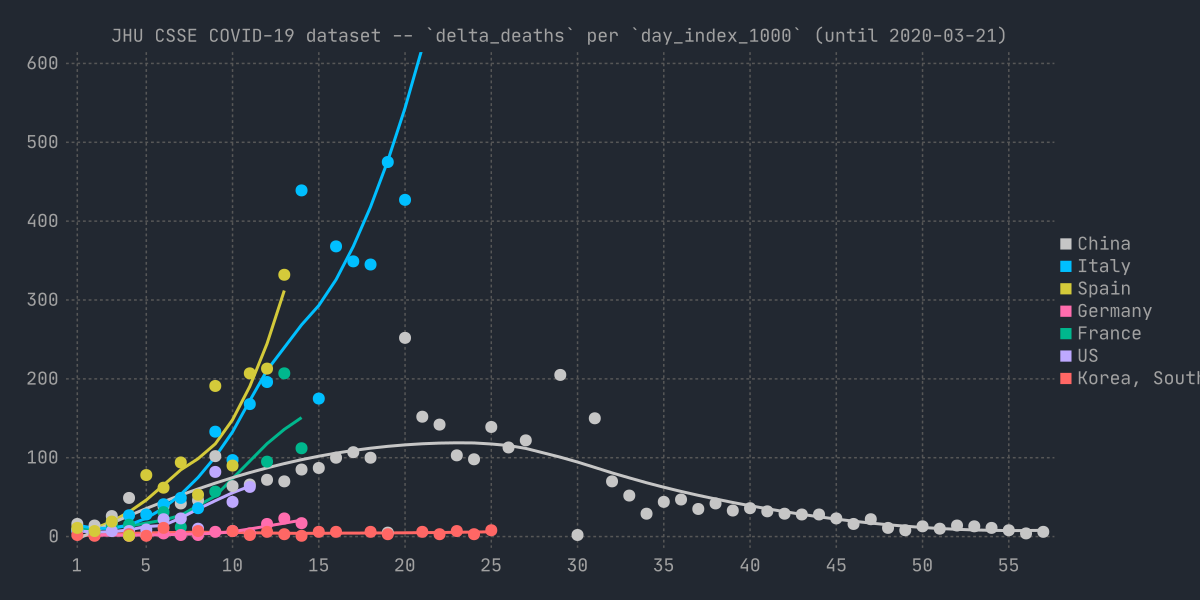 JHU CSSE COVID-19 dataset -- `delta_deaths` per `day_index_1000` (until 2020-03-21)
600
500
400
300
200
100
0
1 5 10 15 20 25 30 35 40 45 50 55
China
Italy
Spain
Germany
France
US
Korea, South